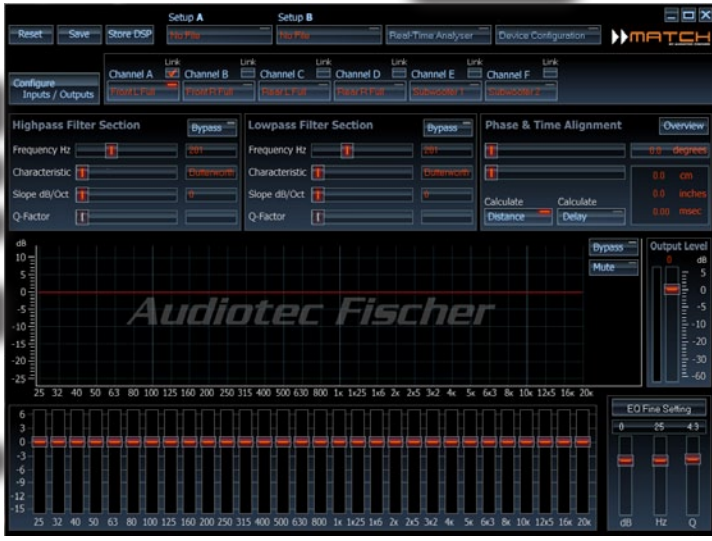 Setup A Setup B
Reset Save Store DSP No File No File Real-Time Analyser Device Configuration MATCH
Link Link Link Link Link Link
Channel A Channel B Channel C Channel D Channel E Channel F
Configure Inputs / Outputs
Front L Full Front R Full Rear L Full Rear R Full Subwoofer 1 Subwoofer 2
Highpass Filter Section Bypass Lowpass Filter Section Bypass Phase & Time Alignment Overview
Frequency Hz 201 Frequency Hz 201 0.0 degrees
Characteristic Butterworth Characteristic Butterworth 0.0 cm
Slope dB/Oct 0 Slope dB/Oct 0 0.0 inches
Calculate Calculate
Distance Delay 0.00 msec
Q-Factor Q-Factor
dB
10
5
0
-5
-10
-15
-20
-25
Audiotec Fischer
Bypass
Mute
Output Level
0 dB
5
0
-5
-10
-20
-30
-60
25 32 40 50 63 80 100 125 160 200 250 315 400 500 630 800 1k 1k25 1k6 2k 2k5 3k2 4k 5k 6k3 8k 10k 12k5 16k 20k
6
3
0
-3
-6
-9
-12
-15
25 32 40 50 63 80 100 125 160 200 250 315 400 500 630 800 1k 1k25 1k6 2k 2k5 3k2 4k 5k 6k3 8k 10k 12k5 16k 20k
EQ Fine Setting
0 25 4.3
dB Hz Q